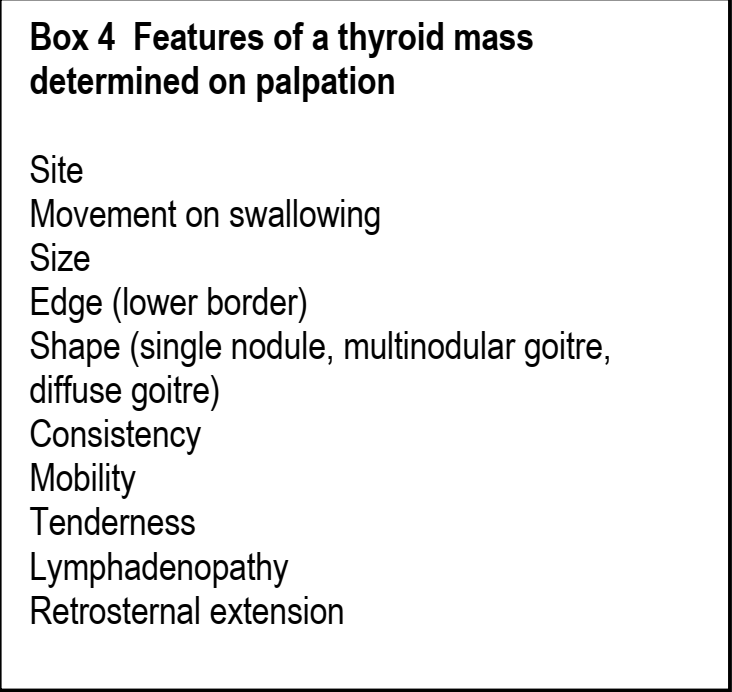 Box 4  Features of a thyroid mass
determined on palpation
Site
Movement on swallowing
Size
Edge (lower border)
Shape (single nodule, multinodular goitre,
diffuse goitre)
Consistency
Mobility
Tenderness
Lymphadenopathy
Retrosternal extension